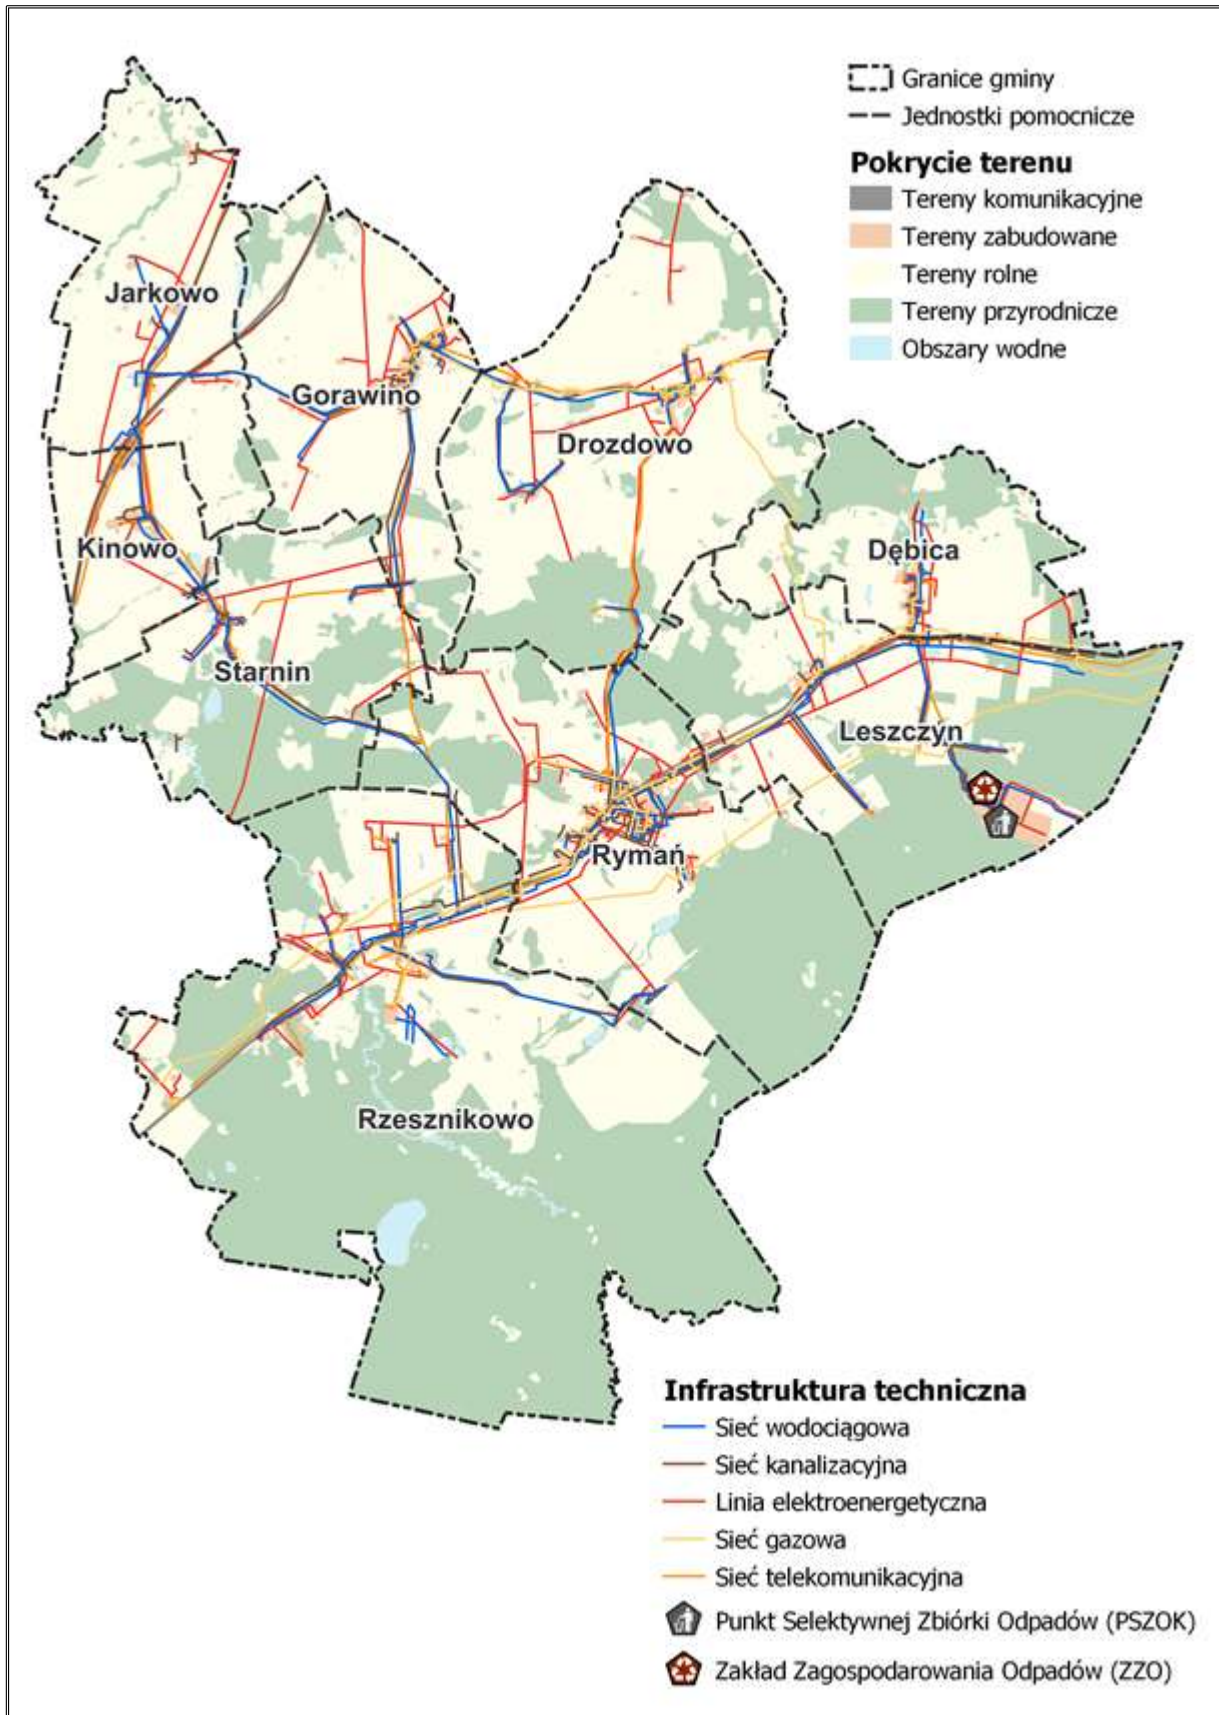 Granice gminy
Jednostki pomocnicze
Pokrycie terenu
Tereny komunikacyjne
Tereny zabudowane
Tereny rolne
Tereny przyrodnicze
Obszary wodne
Jarkowo
Gorawino
Drozdowo
Kinowo
Dębica
Starnin
Leszczyn
Rymań
Rzesznikowo
Infrastruktura techniczna
Sieć wodociągowa
Sieć kanalizacyjna
Linia elektroenergetyczna
Sieć gazowa
Sieć telekomunikacyjna
Punkt Selektywnej Zbiórki Odpadów (PSZOK)
Zakład Zagospodarowania Odpadów (ZZO)